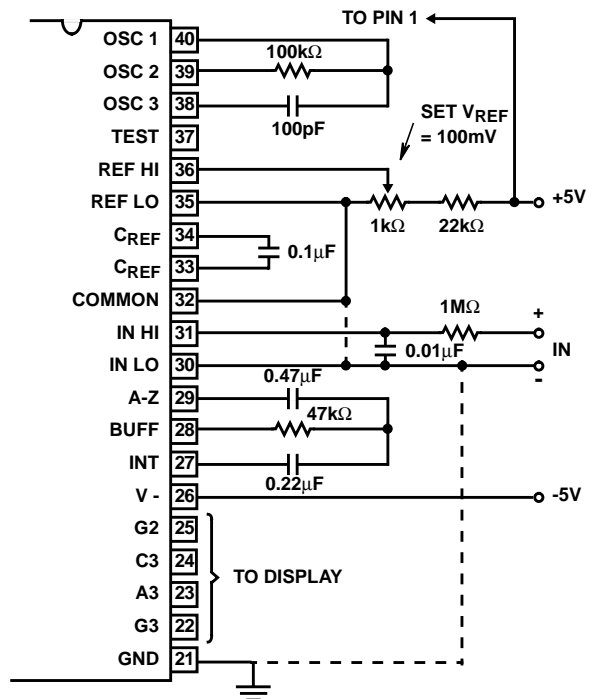 TO PIN 1
OSC 1 40
100kΩ
OSC 2 39
OSC 3 38
100pF
SET VREF
= 100mV
TEST 37
REF HI 36
REF LO 35
+5V
1kΩ 22kΩ
CREF 34
0.1μF
CREF 33
COMMON 32
1MΩ
+
IN HI 31
0.01μF
IN
IN LO 30
-
0.47μF
A-Z 29
47kΩ
BUFF 28
INT 27
0.22μF
V - 26
-5V
G2 25
C3 24
TO DISPLAY
A3 23
G3 22
GND 21